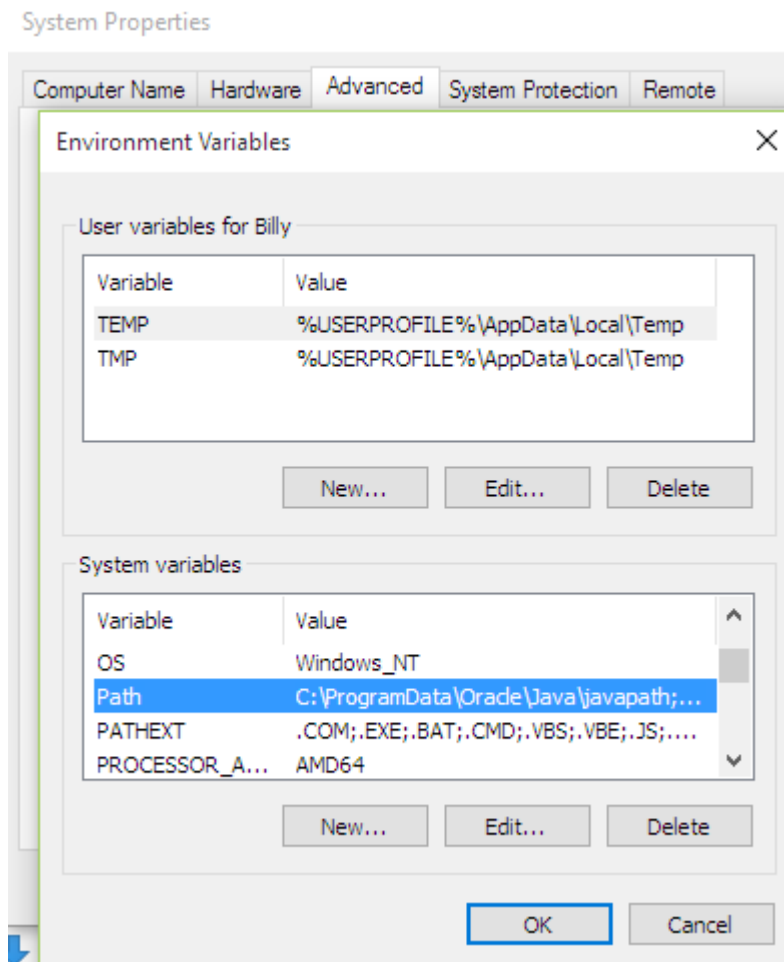 System Properties
Computer Name Hardware Advanced System Protection Remote
Environment Variables
User variables for Billy
Variable Value
TEMP %USERPROFILE%\AppData\Local\Temp
TMP %USERPROFILE%\AppData\Local\Temp
New... Edit... Delete
System variables
Variable Value
OS Windows_NT
Path C:\ProgramData\Oracle\Java\javapath;...
PATHEXT .COM;.EXE;.BAT;.CMD;.VBS;.VBE;.JS;....
PROCESSOR_A... AMD64
New... Edit... Delete
OK Cancel